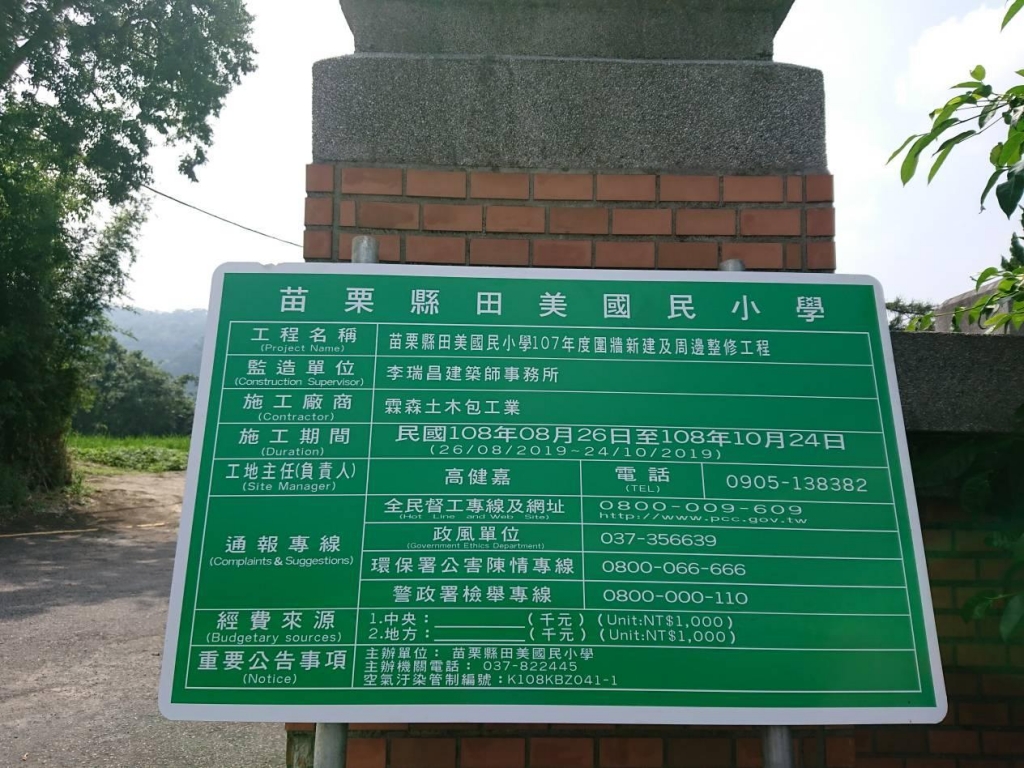 苗栗縣田美國民小學
工程名稱 (Project Name) 苗栗縣田美國民小學107年度圍牆新建及周邊整修工程
監造單位 (Construction Supervisor) 李瑞昌建築師事務所
施工廠商 (Contractor) 霖森土木包工業
施工期間 (Duration) 民國108年08月26日至108年10月24日
(26/08/2019~24/10/2019)
工地主任(負責人) (Site Manager) 高健嘉 電話 (TEL) 0905-138382
通報專線 (Complaints & Suggestions)
全民督工專線及網址 (Hot Line and Web Site) 0800-009-609
http://www.pcc.gov.tw
政風單位 (Government Ethics Department) 037-356639
環保署公害陳情專線 0800-066-666
警政署檢舉專線 0800-000-110
經費來源 (Budgetary sources)
1.中央：__________(千元) (Unit:NT$1,000)
2.地方：__________(千元) (Unit:NT$1,000)
重要公告事項 (Notice)
主辦單位： 苗栗縣田美國民小學
主辦機關電話： 037-822445
空氣汙染管制編號：K108KBZ041-1